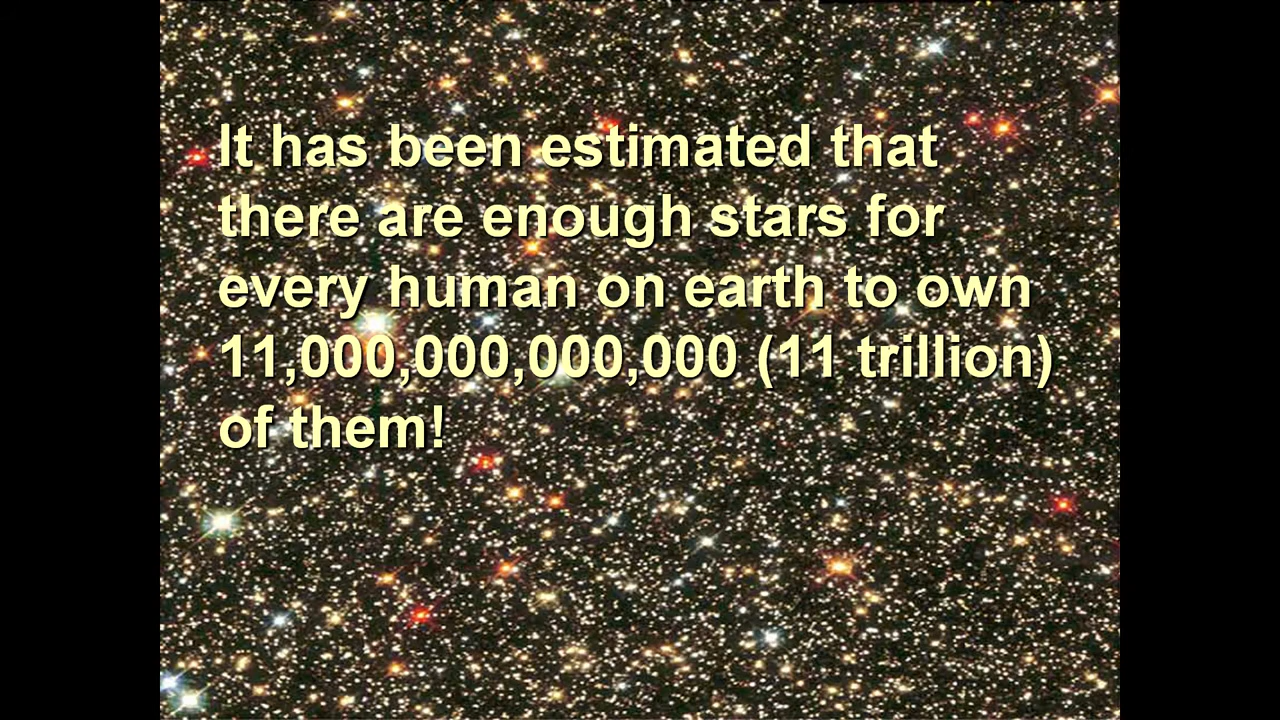 It has been estimated that
there are enough stars for
every human on earth to own
11,000,000,000,000 (11 trillion)
of them!